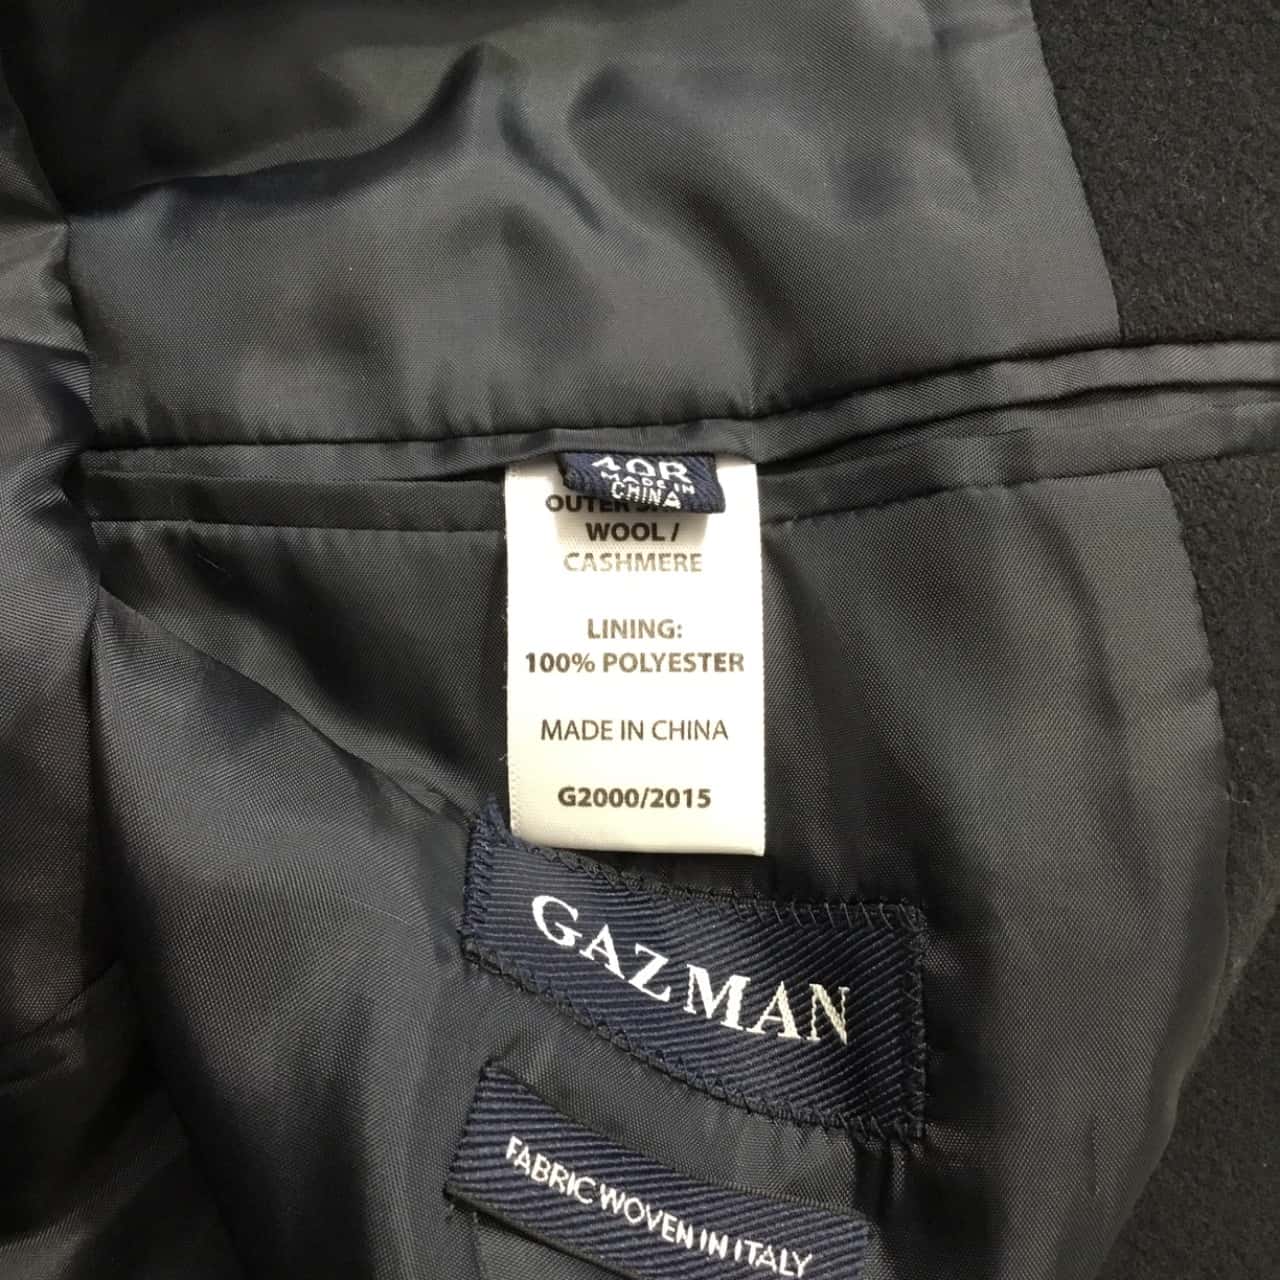 40R
MADE IN
CHINA
OUTER
WOOL /
CASHMERE
LINING:
100% POLYESTER
MADE IN CHINA
G2000/2015
GAZMAN
FABRIC WOVEN IN ITALY